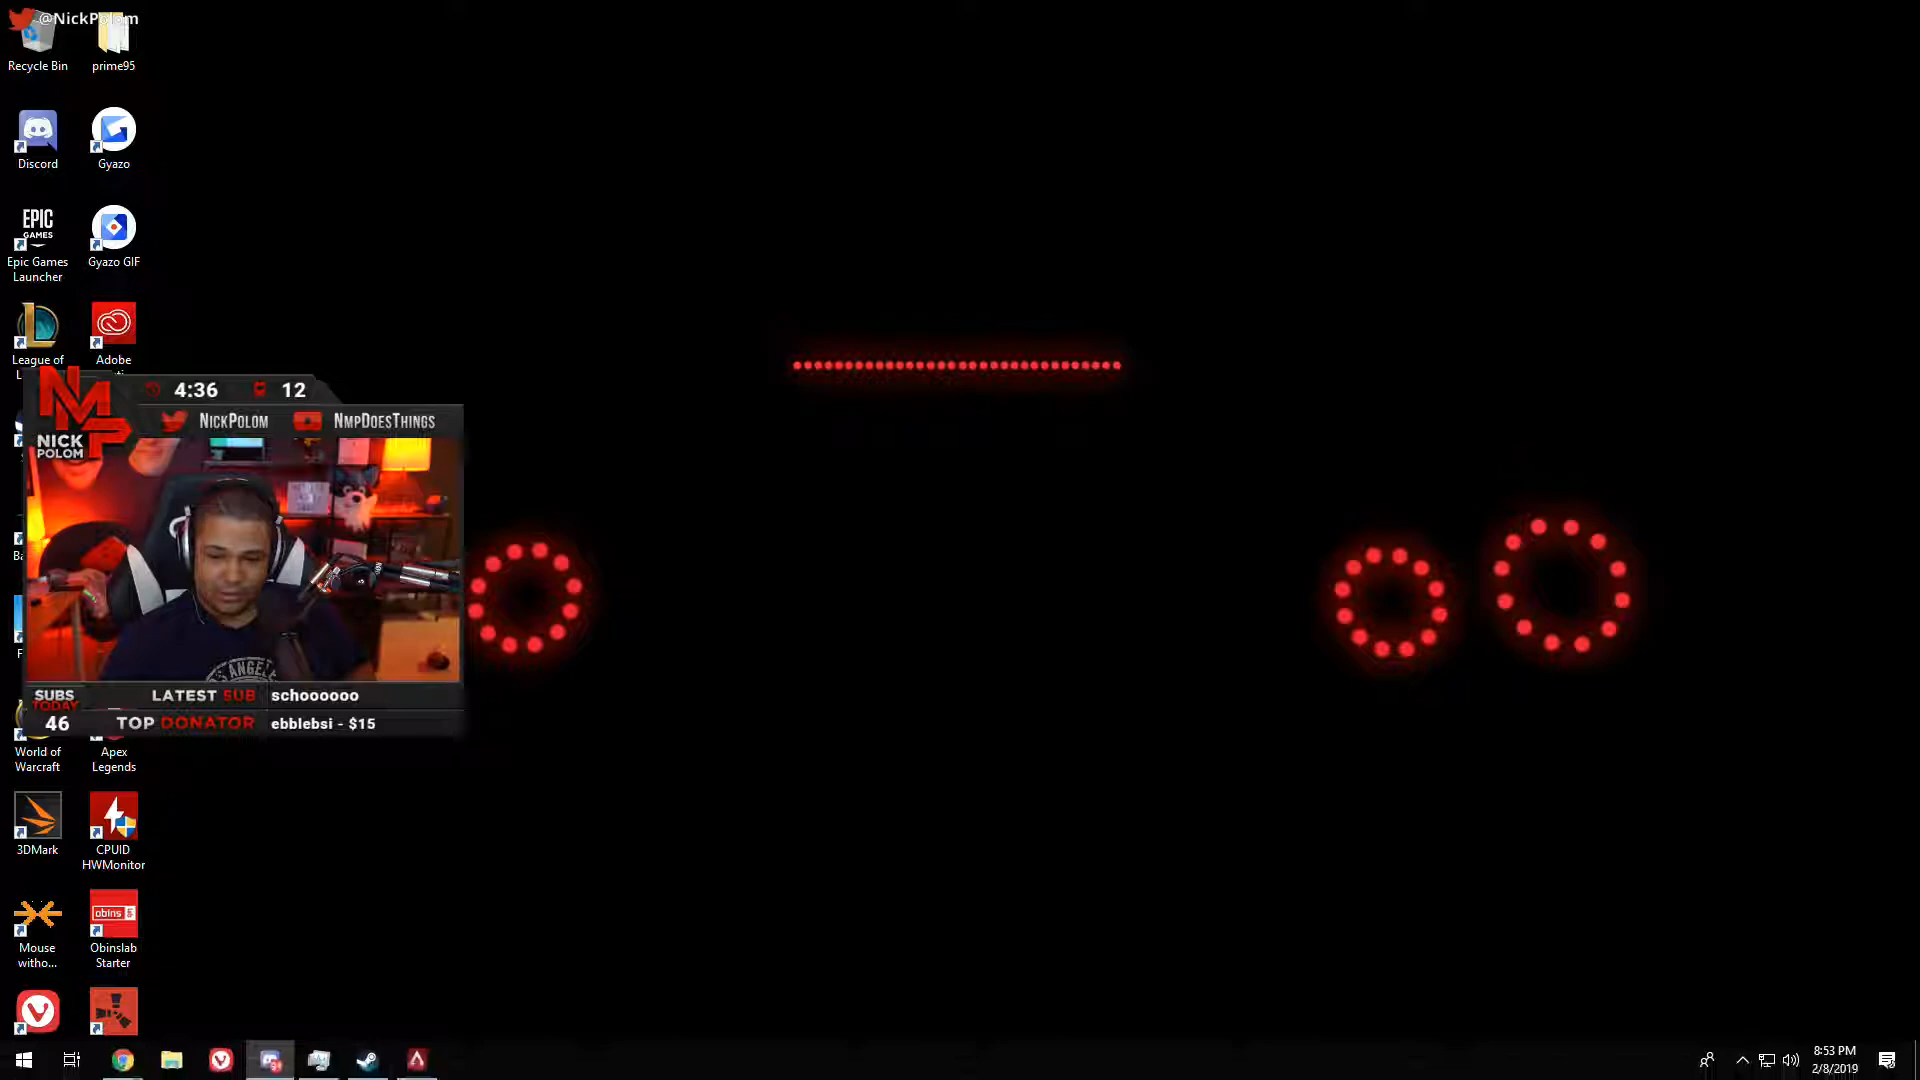 @NickPolom
Recycle Bin
prime95
Discord
Gyazo
EPIC
GAMES
Epic Games
Launcher
Gyazo GIF
League of
Adobe
4:36
12
NICK
POLOM
NICKPOLOM
NMPDOESTHINGS
LOS ANGELES
SUBS
TODAY
46
LATEST SUB schoooooo
TOP DONATOR ebblebsi - $15
World of
Warcraft
Apex
Legends
3DMark
CPUID
HWMonitor
obins
Mouse
witho...
Obinslab
Starter
8:53 PM
2/8/2019